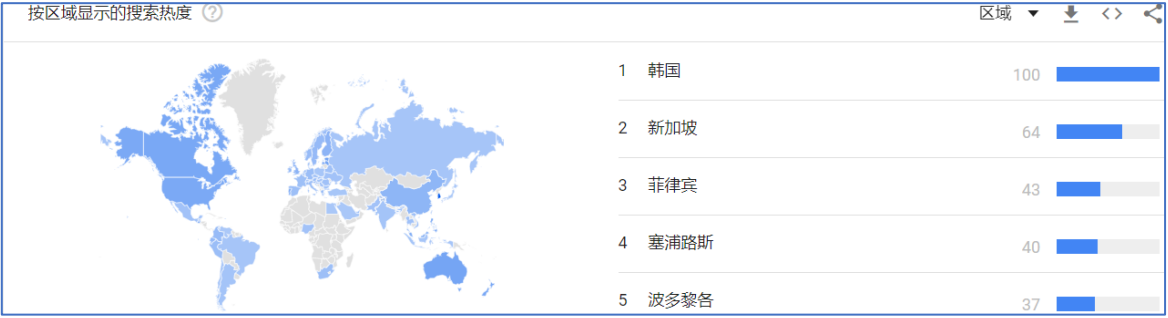 按区域显示的搜索热度 ?
区域
1 韩国 100
2 新加坡 64
3 菲律宾 43
4 塞浦路斯 40
5 波多黎各 37